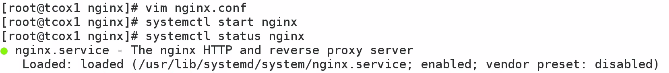 [root@tcox1 nginx]# vim nginx.conf
[root@tcox1 nginx]# systemctl start nginx
[root@tcox1 nginx]# systemctl status nginx
● nginx.service - The nginx HTTP and reverse proxy server
Loaded: loaded (/usr/lib/systemd/system/nginx.service; enabled; vendor preset: disabled)